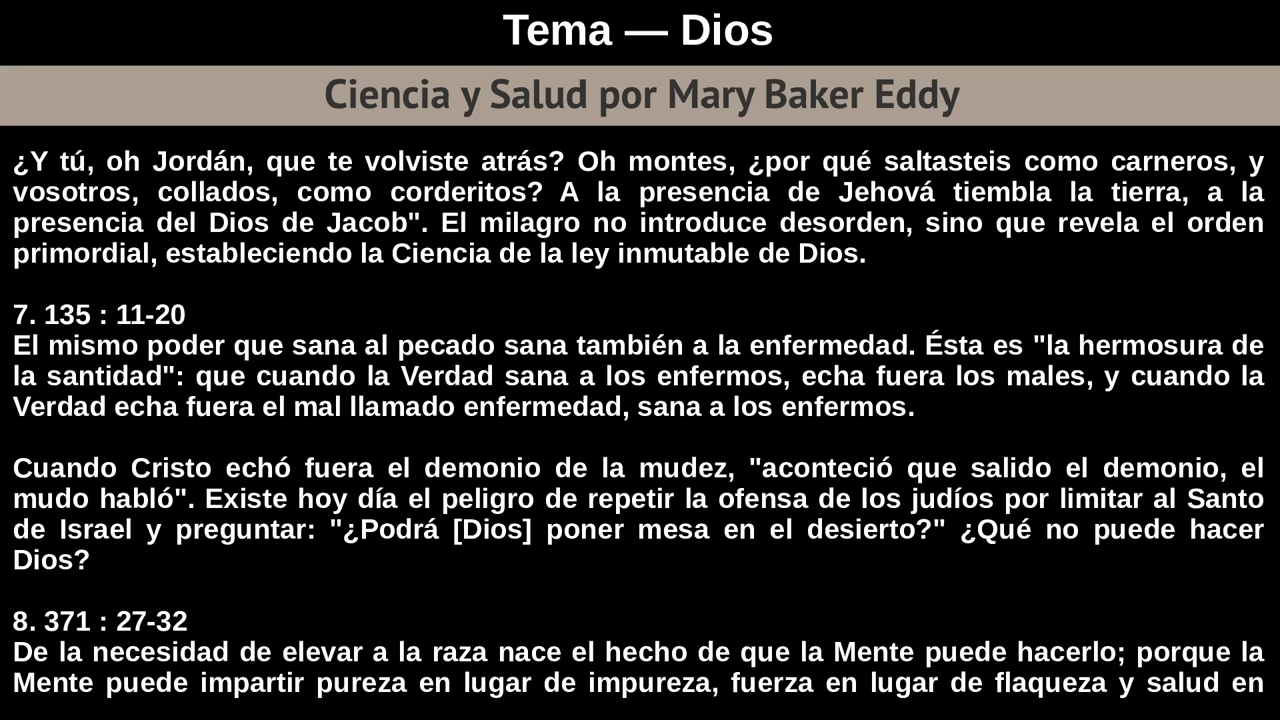 Tema — Dios
Ciencia y Salud por Mary Baker Eddy
¿Y tú, oh Jordán, que te volviste atrás? Oh montes, ¿por qué saltasteis como carneros, y
vosotros, collados, como corderitos? A la presencia de Jehová tiembla la tierra, a la
presencia del Dios de Jacob". El milagro no introduce desorden, sino que revela el orden
primordial, estableciendo la Ciencia de la ley inmutable de Dios.
7. 135 : 11-20
El mismo poder que sana al pecado sana también a la enfermedad. Ésta es "la hermosura de
la santidad": que cuando la Verdad sana a los enfermos, echa fuera los males, y cuando la
Verdad echa fuera el mal llamado enfermedad, sana a los enfermos.
Cuando Cristo echó fuera el demonio de la mudez, "aconteció que salido el demonio, el
mudo habló". Existe hoy día el peligro de repetir la ofensa de los judíos por limitar al Santo
de Israel y preguntar: "¿Podrá [Dios] poner mesa en el desierto?" ¿Qué no puede hacer
Dios?
8. 371 : 27-32
De la necesidad de elevar a la raza nace el hecho de que la Mente puede hacerlo; porque la
Mente puede impartir pureza en lugar de impureza, fuerza en lugar de flaqueza y salud en